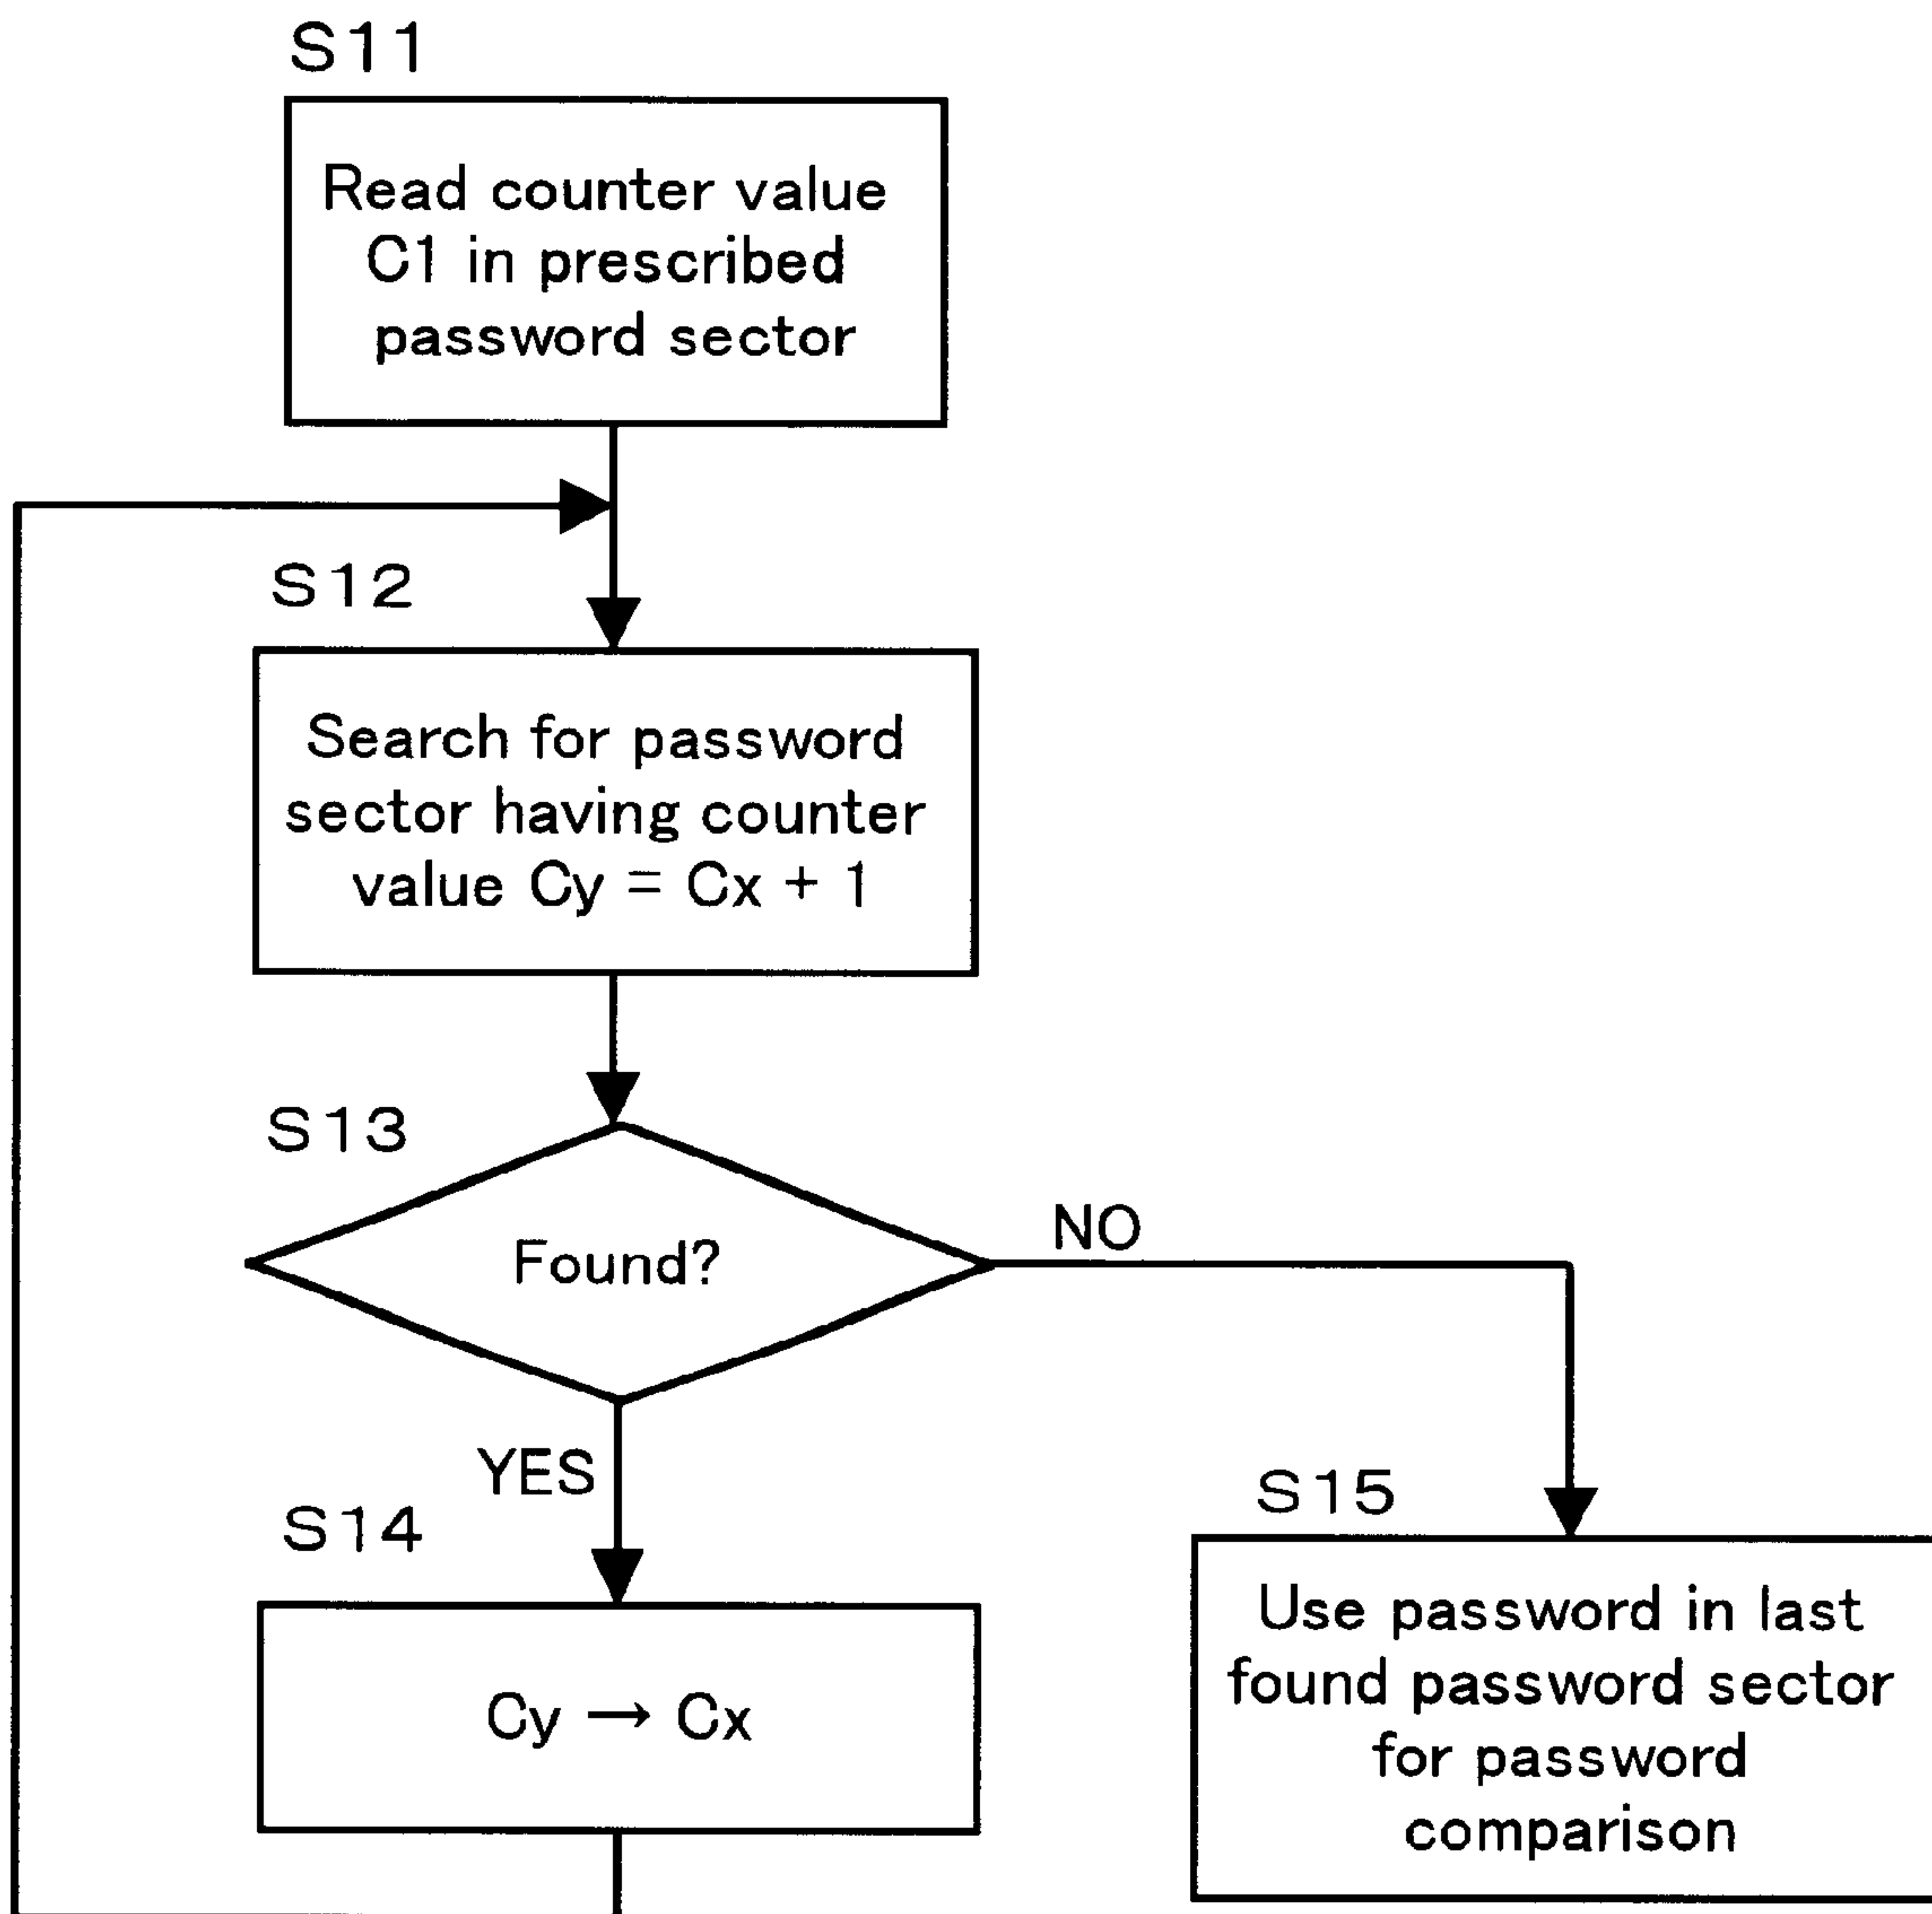 S11
Read counter value
C1 in prescribed
password sector
S12
Search for password
sector having counter
value Cy = Cx + 1
S13
Found?
NO
YES
S14
Cy → Cx
S15
Use password in last
found password sector
for password
comparison